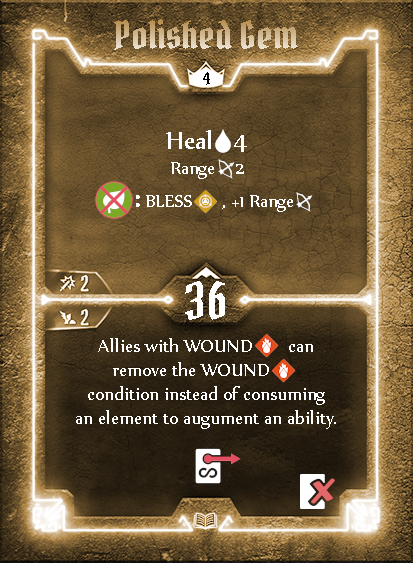 Polished Gem
4
Heal 4
Range 2
: BLESS , +1 Range
2
36
2
Allies with WOUND can
remove the WOUND
condition instead of consuming
an element to augument an ability.